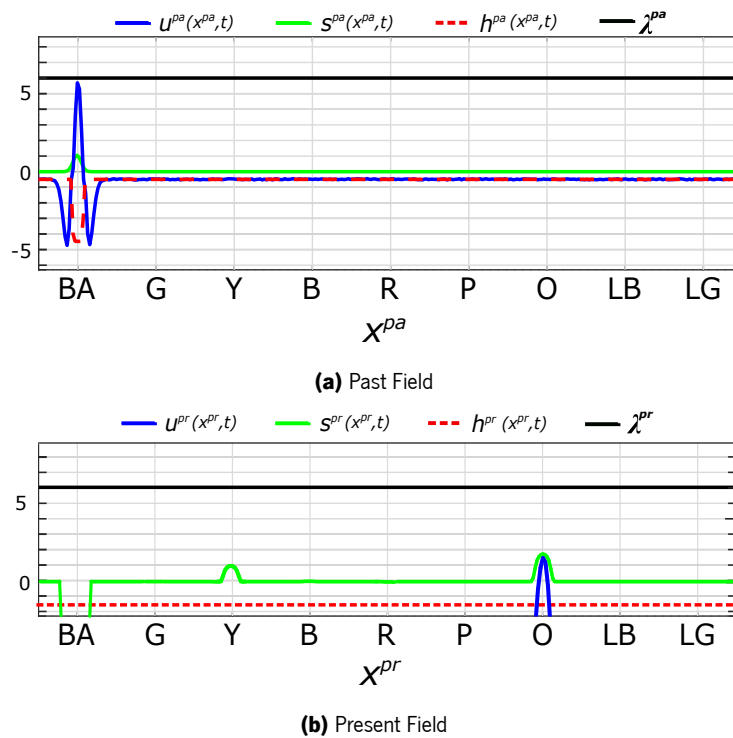 u^pa(x^pa,t) s^pa(x^pa,t) h^pa(x^pa,t) λ^pa
5
0
-5
BA G Y B R P O LB LG
x^pa
(a) Past Field
u^pr(x^pr,t) s^pr(x^pr,t) h^pr(x^pr,t) λ^pr
5
0
BA G Y B R P O LB LG
x^pr
(b) Present Field